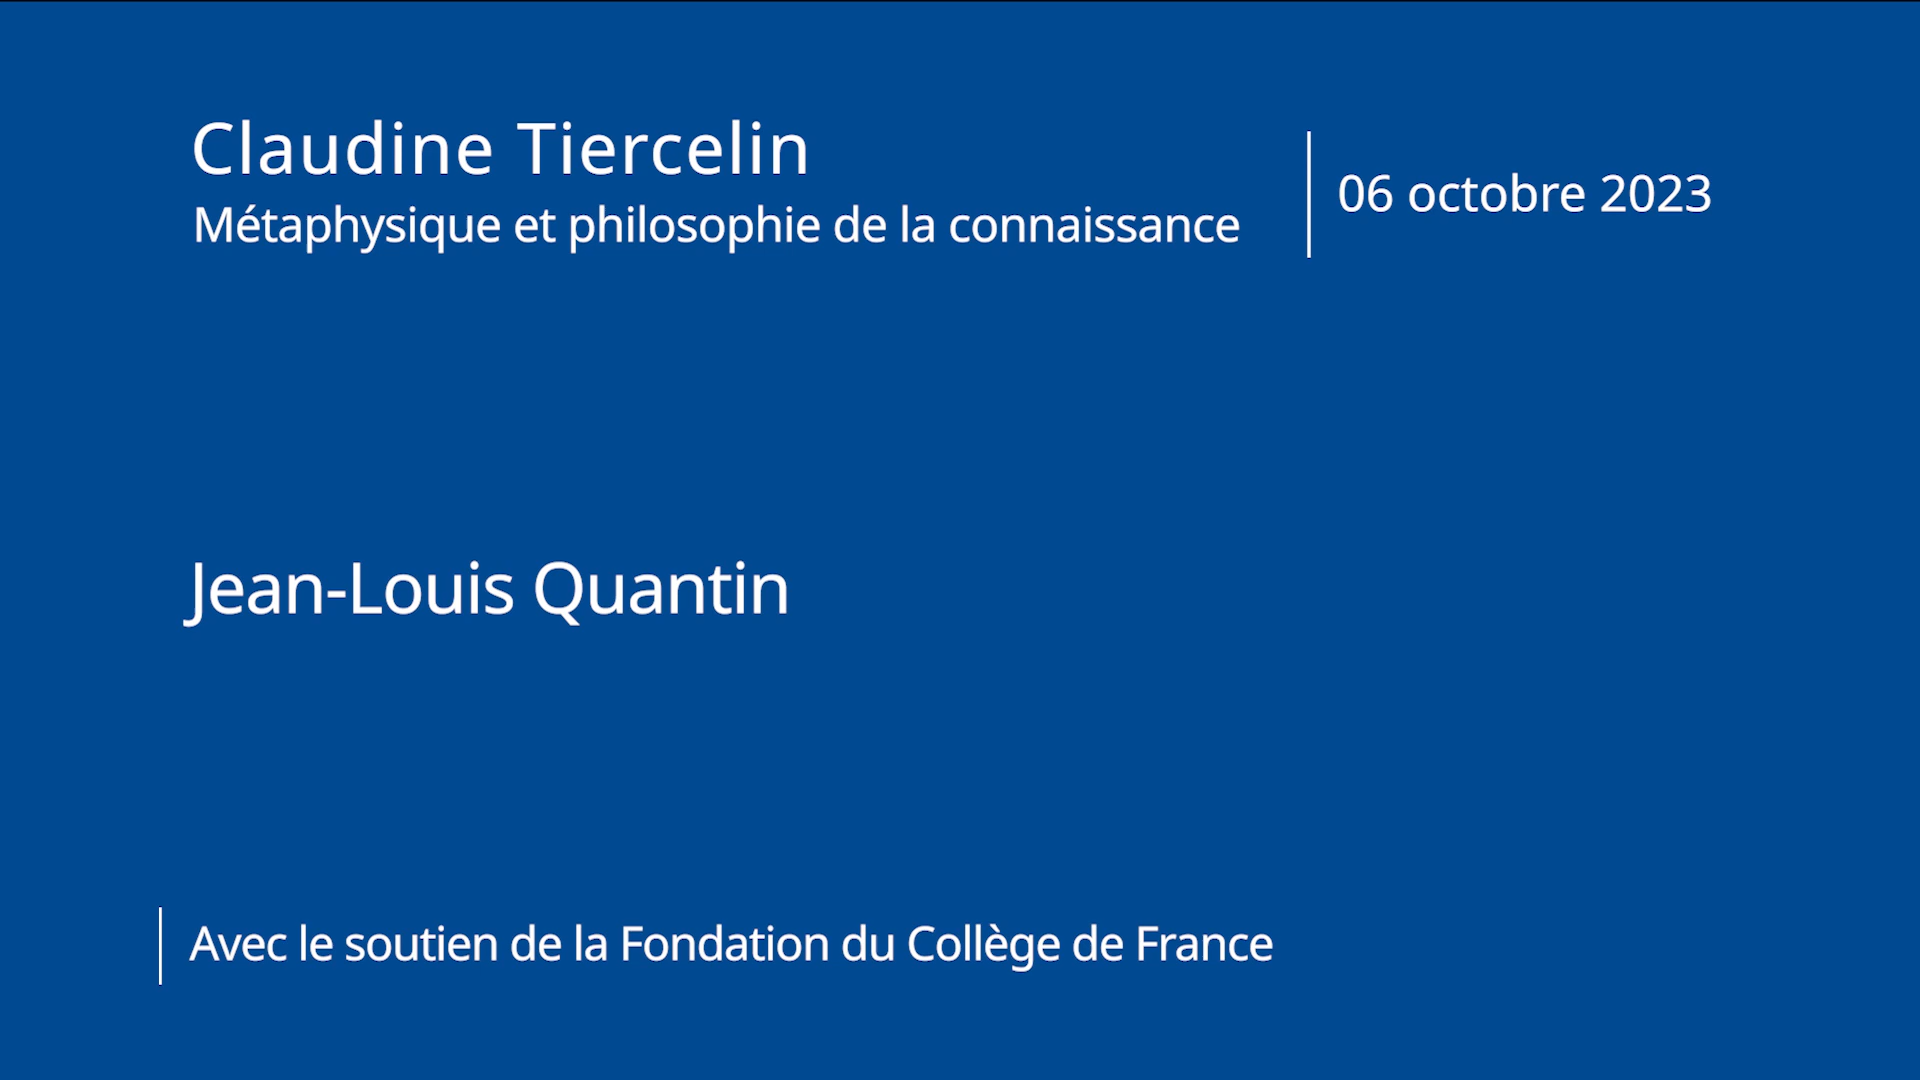 Claudine Tiercelin
Métaphysique et philosophie de la connaissance
06 octobre 2023
Jean-Louis Quantin
Avec le soutien de la Fondation du Collège de France